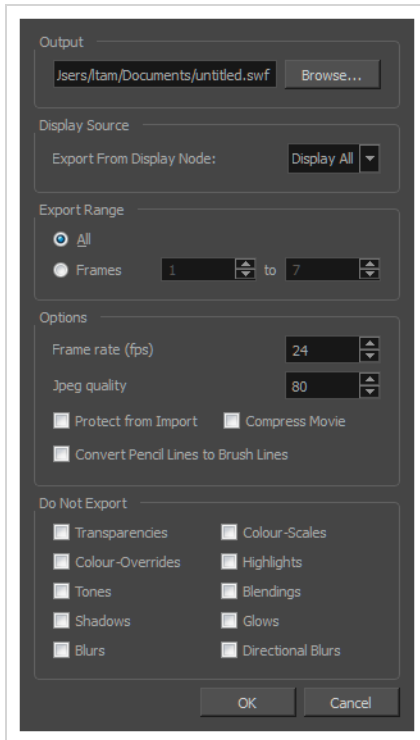 Output
Jsers/ltam/Documents/untitled.swf Browse...
Display Source
Export From Display Node: Display All
Export Range
All
Frames 1 to 7
Options
Frame rate (fps) 24
Jpeg quality 80
Protect from Import Compress Movie
Convert Pencil Lines to Brush Lines
Do Not Export
Transparencies Colour-Scales
Colour-Overrides Highlights
Tones Blendings
Shadows Glows
Blurs Directional Blurs
OK Cancel